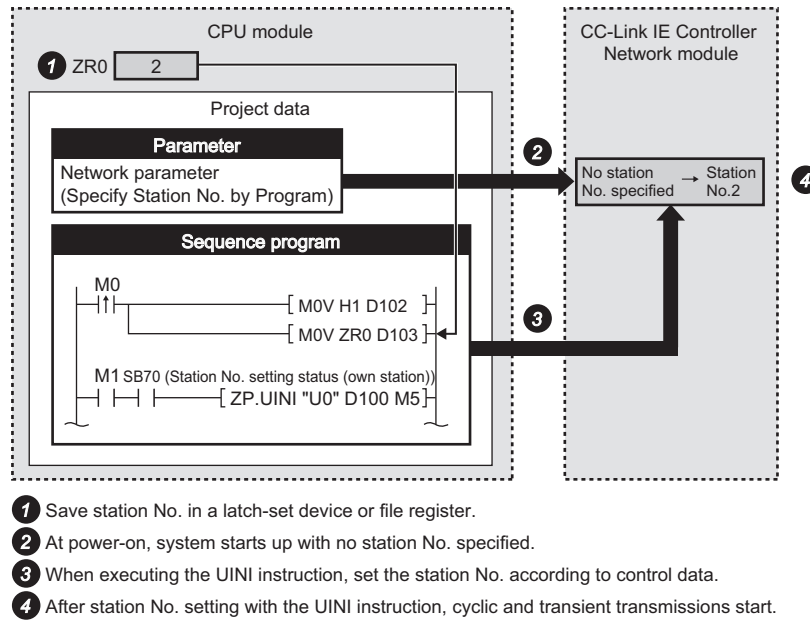 CPU module
CC-Link IE Controller
Network module
1 ZR0 2
Project data
Parameter
Network parameter
(Specify Station No. by Program)
2
No station
No. specified
→
Station
No.2
4
Sequence program
M0
M0V H1 D102
M0V ZR0 D103
3
M1 SB70 (Station No. setting status (own station))
ZP.UINI "U0" D100 M5
1 Save station No. in a latch-set device or file register.
2 At power-on, system starts up with no station No. specified.
3 When executing the UINI instruction, set the station No. according to control data.
4 After station No. setting with the UINI instruction, cyclic and transient transmissions start.